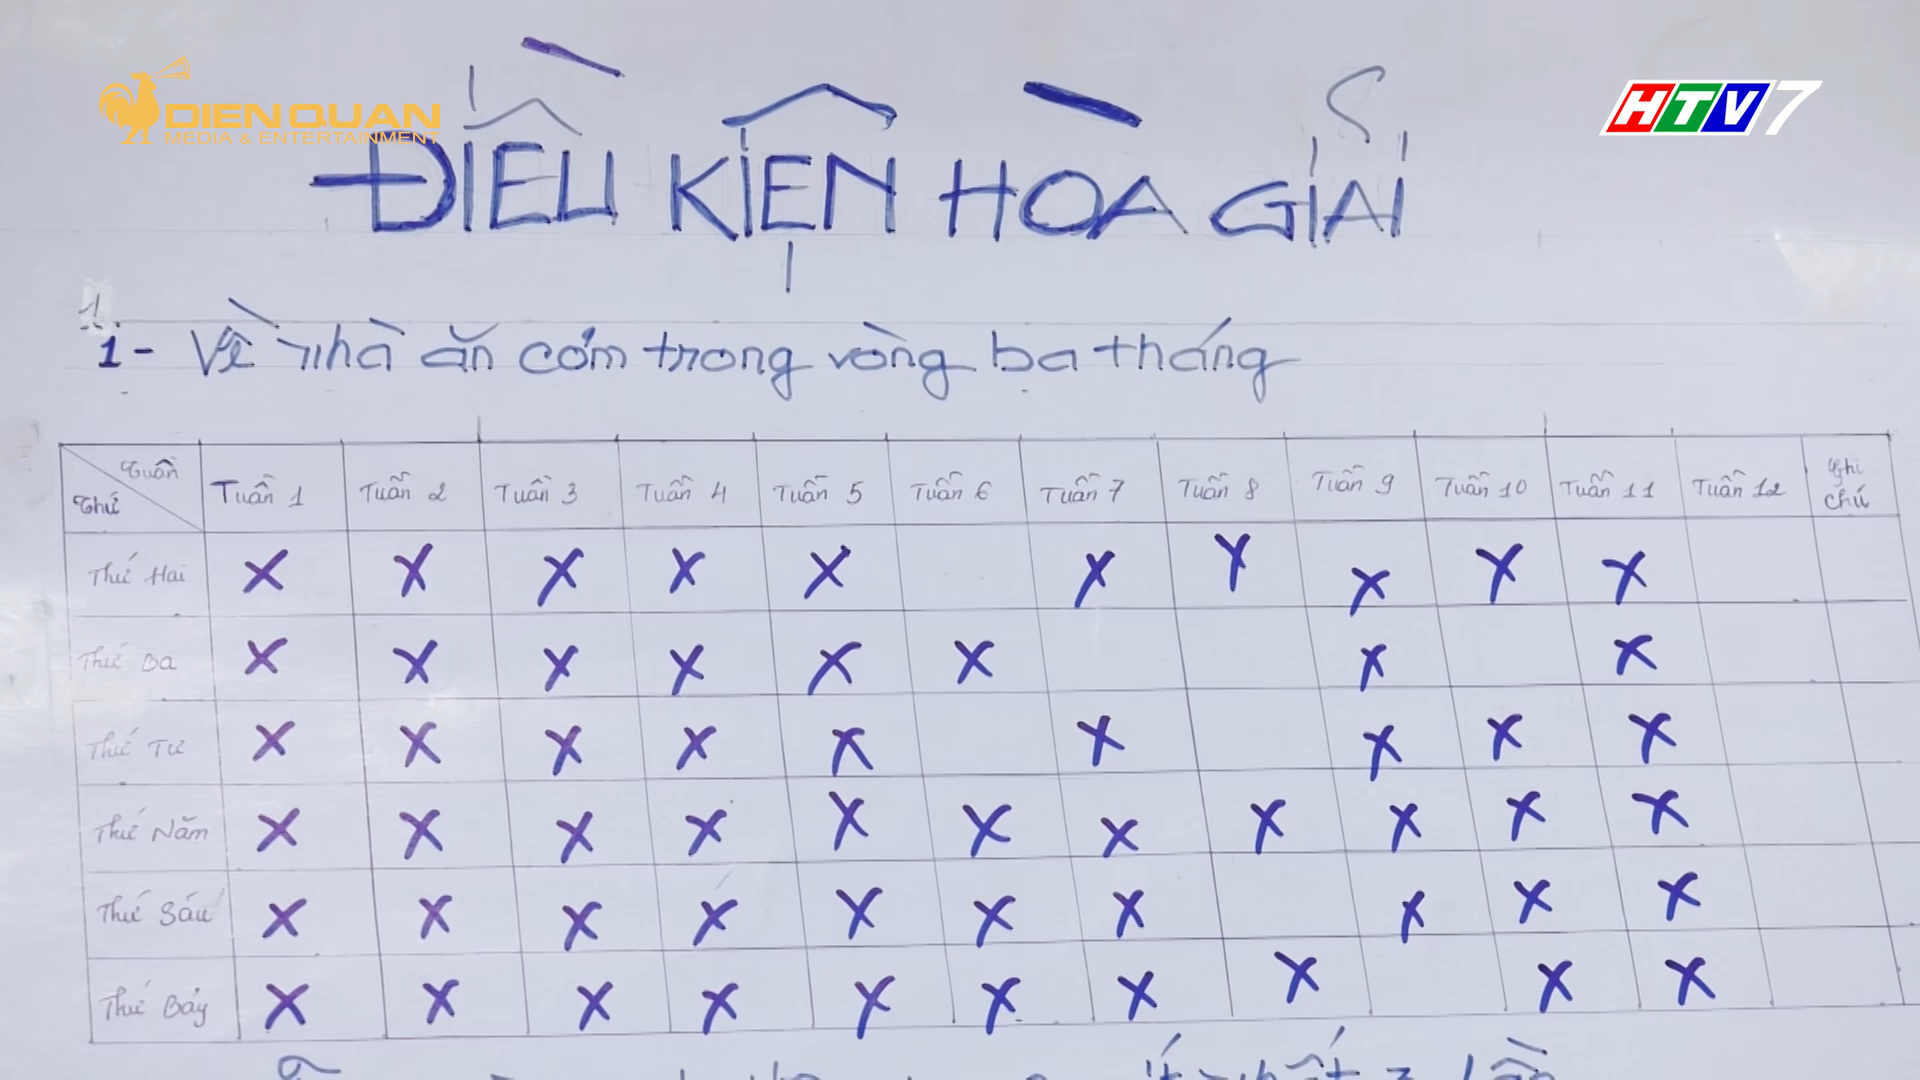 DIEN QUAN
MEDIA & ENTERTAINMENT
HTV7
ĐIỀU KIỆN HÒA GIẢI
1
1- Về nhà ăn cơm trong vòng ba tháng
Tuần
Thứ
Tuần 1 Tuần 2 Tuần 3 Tuần 4 Tuần 5 Tuần 6 Tuần 7 Tuần 8 Tuần 9 Tuần 10 Tuần 11 Tuần 12 Ghi chú
Thứ Hai X X X X X X X X X X
Thứ Ba X X X X X X X X
Thứ Tư X X X X X X X X X
Thứ Năm X X X X X X X X X X X
Thứ Sáu X X X X X X X X X X
Thứ Bảy X X X X X X X X X X